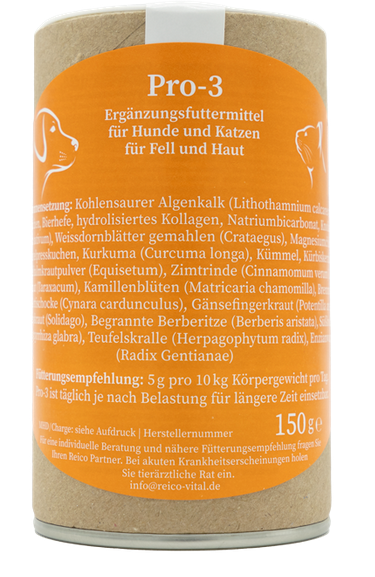 Pro-3
Ergänzungsfuttermittel
für Hunde und Katzen
für Fell und Haut
Kohlensaurer Algenkalk (Lithothamnium
Bierhefe, hydrolisiertes Kollagen, Natriumbicarbonat,
Weissdornblätter gemahlen (Crataegus),
Kurkuma (Curcuma longa), Kümmel,
(Equisetum), Zimtrinde (Cinnamomum
(Taraxacum), Kamillenblüten (Matricaria chamomilla),
(Cynara cardunculus), Gänsefingerkraut
(Solidago), Begrannte Berberitze (Berberis aristata),
glabra), Teufelskralle (Herpagophytum radix),
(Radix Gentianae)
Fütterungsempfehlung: 5 g pro 10 kg Körpergewicht pro
Pro-3 ist täglich je nach Belastung für längere Zeit
MHD/Charge: siehe Aufdruck | Herstellernummer
150 g e
Für eine individuelle Beratung und nähere Fütterungsempfehlung fragen Sie
Ihren Reico Partner. Bei akuten Krankheitserscheinungen holen
Sie tierärztliche Rat ein.
info@reico-vital.de